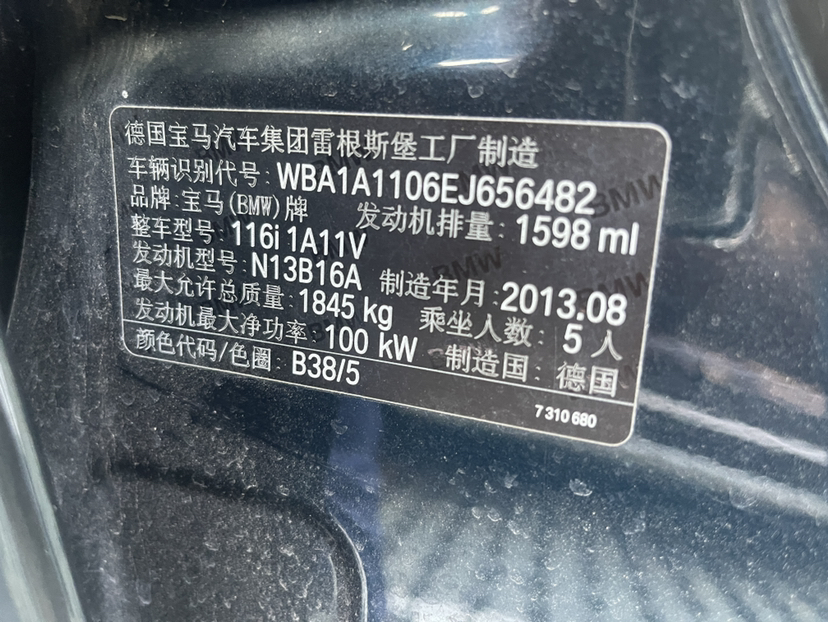 德国宝马汽车集团雷根斯堡工厂制造
车辆识别代号: WBA1A1106EJ656482
品牌: 宝马(BMW)牌 发动机排量: 1598 ml
整车型号: 116i 1A11V
发动机型号: N13B16A 制造年月: 2013.08
最大允许总质量: 1845 kg 乘坐人数: 5 人
发动机最大净功率: 100 kW 制造国: 德国
颜色代码/色圈: B38/5
7 310 680